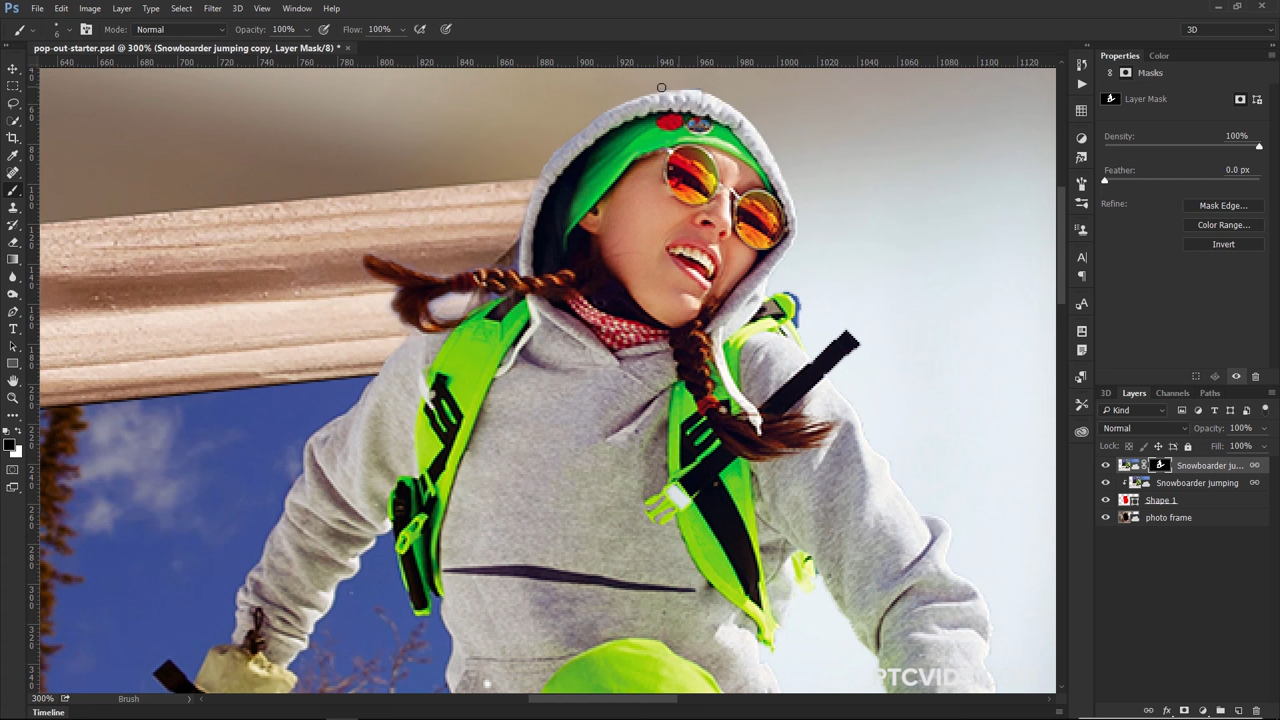 Ps File Edit Image Layer Type Select Filter 3D View Window Help
6 Mode: Normal Opacity: 100% Flow: 100% 3D
pop-out-starter.psd @ 300% (Snowboarder jumping copy, Layer Mask/8) * ×
640 660 680 700 720 740 760 780 800 820 840 860 880 900 920 940 960 980 1000 1020 1040 1060 1080 1100 1120
Properties Color
Masks
Layer Mask
Density: 100%
Feather: 0.0 px
Refine: Mask Edge...
Color Range...
Invert
3D Layers Channels Paths
Kind
Normal Opacity: 100%
Lock: Fill: 100%
Snowboarder ju...
Snowboarder jumping
Shape 1
photo frame
PTCVID
300% Brush
Timeline